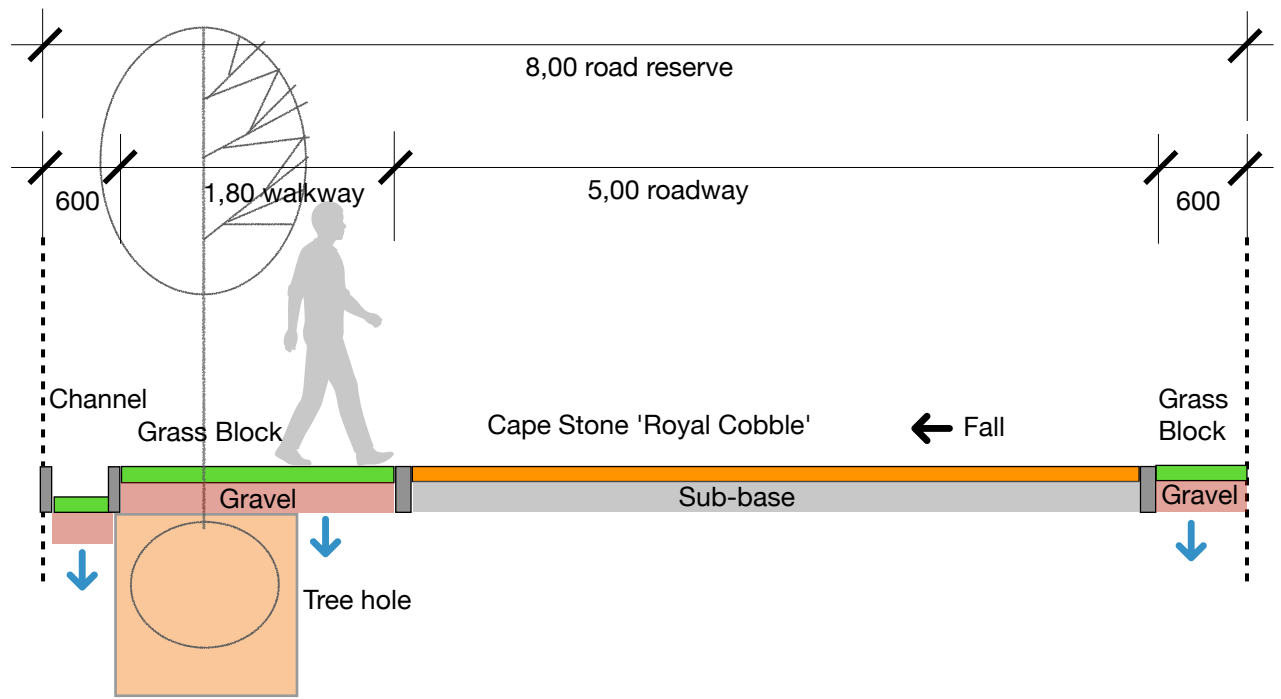 8,00 road reserve
600
1,80 walkway
5,00 roadway
600
Channel
Grass Block
Cape Stone 'Royal Cobble'
Fall
Grass
Block
Gravel
Sub-base
Gravel
Tree hole